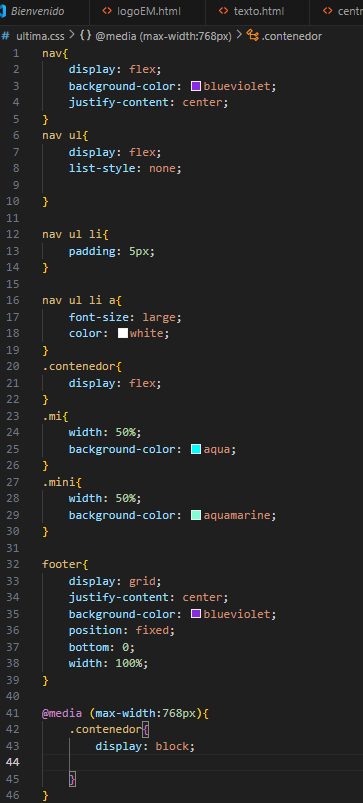 Bienvenido logoEM.html texto.html centr
# ultima.css > {} @media (max-width:768px) > .contenedor
1 nav{
2 display: flex;
3 background-color: blueviolet;
4 justify-content: center;
5 }
6 nav ul{
7 display: flex;
8 list-style: none;
9
10 }
11
12 nav ul li{
13 padding: 5px;
14 }
15
16 nav ul li a{
17 font-size: large;
18 color: white;
19 }
20 .contenedor{
21 display: flex;
22 }
23 .mi{
24 width: 50%;
25 background-color: aqua;
26 }
27 .mini{
28 width: 50%;
29 background-color: aquamarine;
30 }
31
32 footer{
33 display: grid;
34 justify-content: center;
35 background-color: blueviolet;
36 position: fixed;
37 bottom: 0;
38 width: 100%;
39 }
40
41 @media (max-width:768px){
42 .contenedor{
43 display: block;
44
45 }
46 }